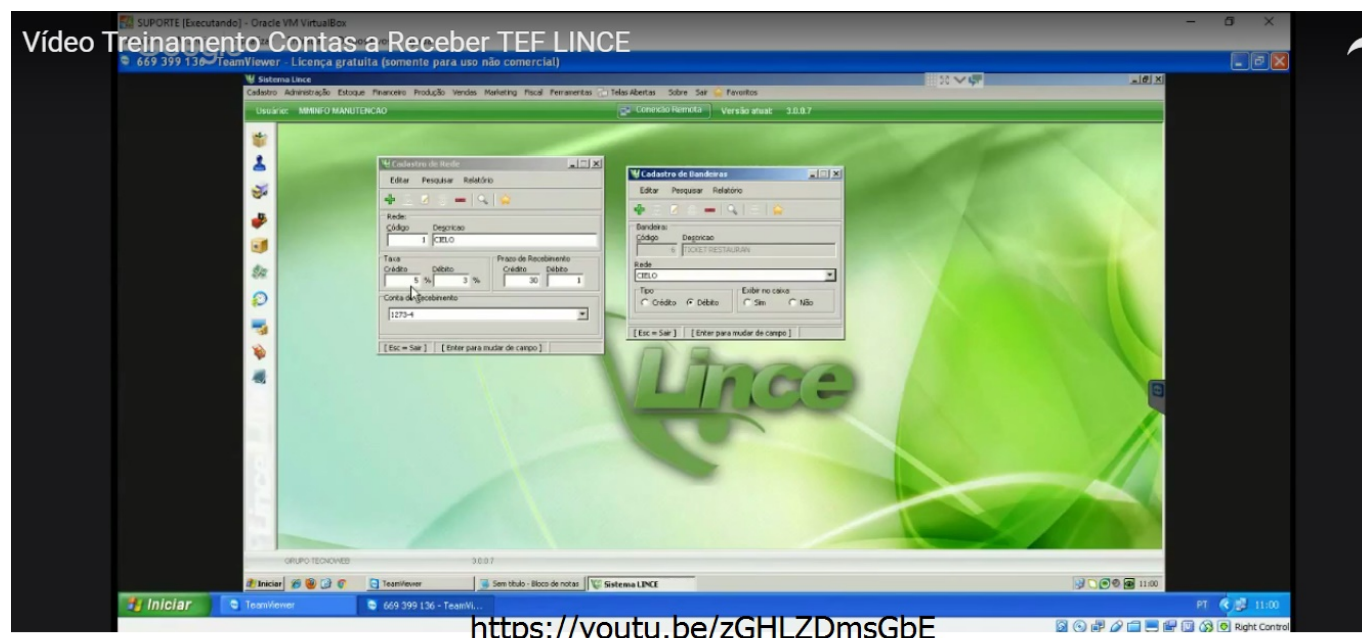 SUPORTE [Executando] - Oracle VM VirtualBox
Vídeo Treinamento Contas a Receber TEF LINCE
669 399 136 - TeamViewer - Licença gratuita (somente para uso não comercial)
Sistema Lince
Cadastro Administração Estoque Financeiro Produção Vendas Marketing Fiscal Ferramentas Telas Abertas Sobre Sair Favoritos
Usuário: MMINFO MANUTENCAO Conexão Remota Versão atual: 3.0.8.7
Cadastro de Rede
Editar Pesquisar Relatório
Rede:
Código Descricao
1 CIELO
Taxa Prazo de Recebimento
Crédito Débito Crédito Débito
5 % 3 % 30 1
Conta de Recebimento
1273-4
[ Esc = Sair ] [ Enter para mudar de campo ]
Cadastro de Bandeiras
Editar Pesquisar Relatório
Bandeira:
Código Descricao
6 TICKET RESTAURAN
Rede
CIELO
Tipo Exibir no caixa
Crédito Débito Sim Não
[ Esc = Sair ] [ Enter para mudar de campo ]
Lince
GRUPO TECNOWEB 3.0.0.7
Iniciar TeamViewer Sem título - Bloco de notas Sistema LINCE 11:00
Iniciar TeamViewer 669 399 136 - TeamVi... PT 11:00
https://youtu.be/zGHLZDmsGbE
Right Control